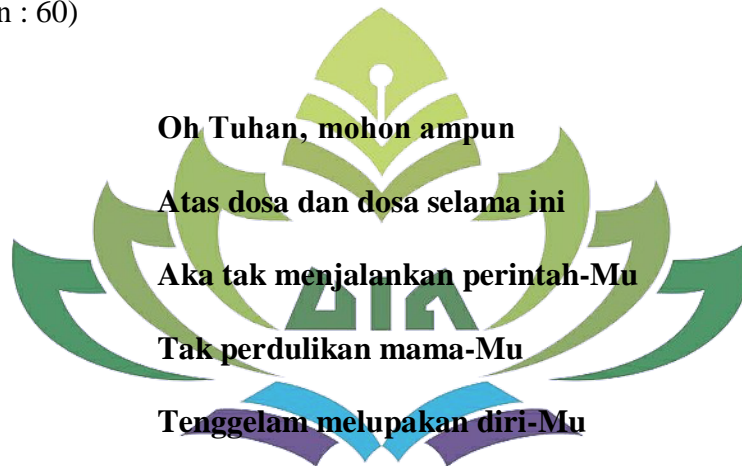 n : 60)
Oh Tuhan, mohon ampun
Atas dosa dan dosa selama ini
Aka tak menjalankan perintah-Mu
Tak perdulikan mama-Mu
Tenggelam melupakan diri-Mu